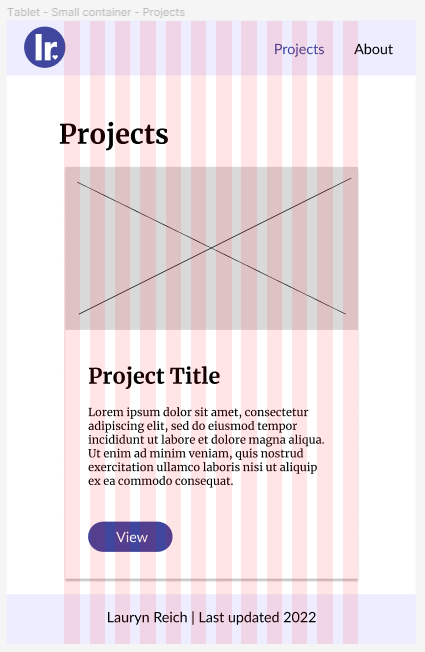 Tablet - Small container - Projects
lr.
Projects About
Projects
Project Title
Lorem ipsum dolor sit amet, consectetur
adipiscing elit, sed do eiusmod tempor
incididunt ut labore et dolore magna aliqua.
Ut enim ad minim veniam, quis nostrud
exercitation ullamco laboris nisi ut aliquip
ex ea commodo consequat.
View
Lauryn Reich | Last updated 2022